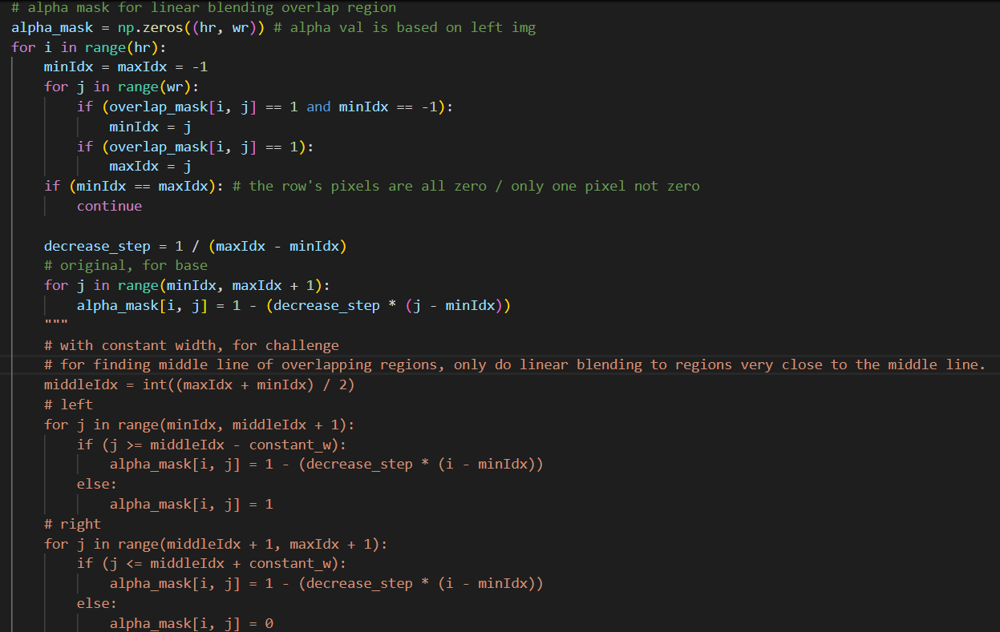 # alpha mask for linear blending overlap region
alpha_mask = np.zeros((hr, wr)) # alpha val is based on left img
for i in range(hr):
    minIdx = maxIdx = -1
    for j in range(wr):
        if (overlap_mask[i, j] == 1 and minIdx == -1):
            minIdx = j
        if (overlap_mask[i, j] == 1):
            maxIdx = j
    if (minIdx == maxIdx): # the row's pixels are all zero / only one pixel not zero
        continue

    decrease_step = 1 / (maxIdx - minIdx)
    # original, for base
    for j in range(minIdx, maxIdx + 1):
        alpha_mask[i, j] = 1 - (decrease_step * (j - minIdx))
    """
    # with constant width, for challenge
    # for finding middle line of overlapping regions, only do linear blending to regions very close to the middle line.
    middleIdx = int((maxIdx + minIdx) / 2)
    # left
    for j in range(minIdx, middleIdx + 1):
        if (j >= middleIdx - constant_w):
            alpha_mask[i, j] = 1 - (decrease_step * (i - minIdx))
        else:
            alpha_mask[i, j] = 1
    # right
    for j in range(middleIdx + 1, maxIdx + 1):
        if (j <= middleIdx + constant_w):
            alpha_mask[i, j] = 1 - (decrease_step * (i - minIdx))
        else:
            alpha_mask[i, j] = 0